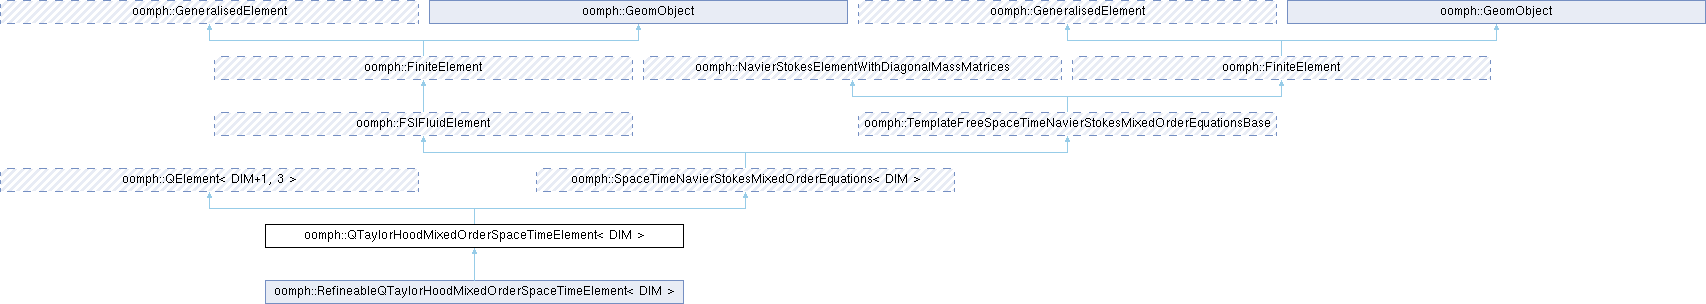 oomph::GeneralisedElement
oomph::GeomObject
oomph::GeneralisedElement
oomph::GeomObject
oomph::FiniteElement
oomph::NavierStokesElementWithDiagonalMassMatrices
oomph::FiniteElement
oomph::FSIFluidElement
oomph::TemplateFreeSpaceTimeNavierStokesMixedOrderEquationsBase
oomph::QElement< DIM+1, 3 >
oomph::SpaceTimeNavierStokesMixedOrderEquations< DIM >
oomph::QTaylorHoodMixedOrderSpaceTimeElement< DIM >
oomph::RefineableQTaylorHoodMixedOrderSpaceTimeElement< DIM >